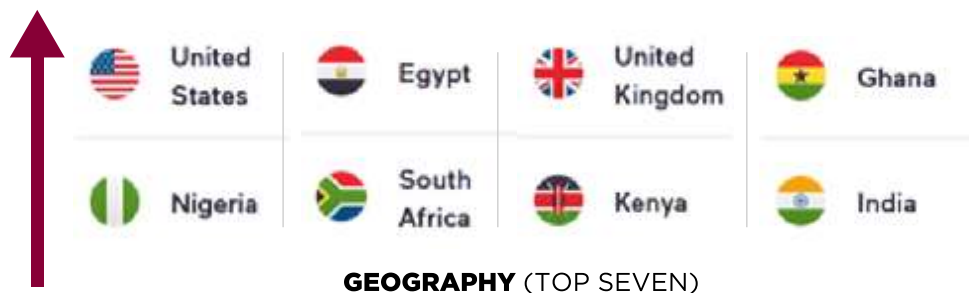 United
States
Egypt
United
Kingdom
Ghana
Nigeria
South
Africa
Kenya
India
GEOGRAPHY (TOP SEVEN)